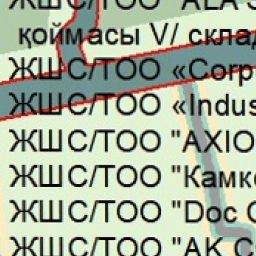 ЖШС/ТОО "ALA
қоймасы V/ склад
ЖШС/ТОО «Corp
ЖШС/ТОО «Indus
ЖШС/ТОО "AXIO
ЖШС/ТОО "Камк
ЖШС/ТОО "Doc
ЖШС/ТОО "AK